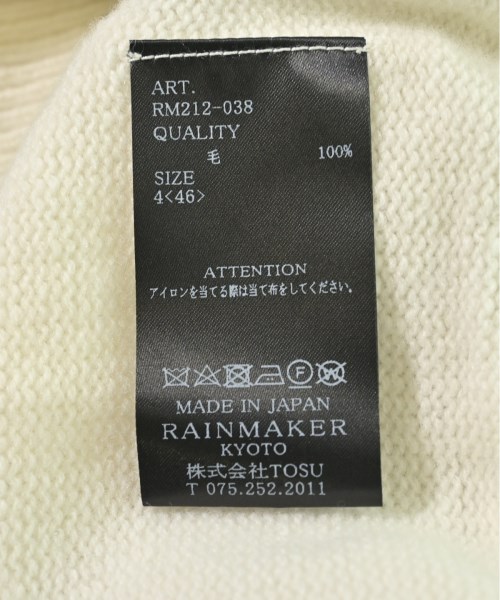 ART.
RM212-038
QUALITY
毛 100%
SIZE
4<46>
ATTENTION
アイロンを当てる際は当て布をしてください。
F W
MADE IN JAPAN
RAINMAKER
KYOTO
株式会社TOSU
T 075.252.2011